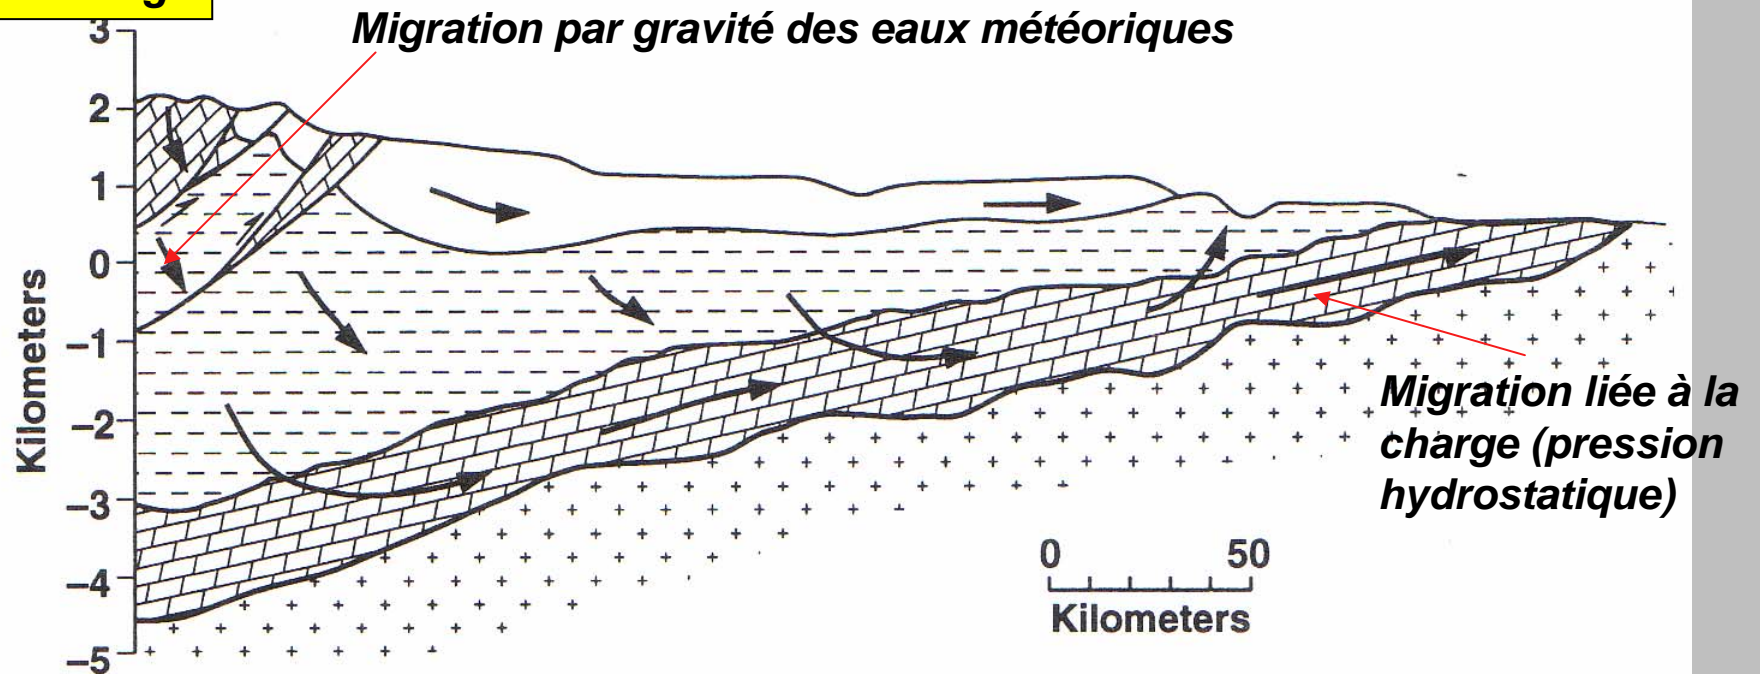 Migration par gravité des eaux météoriques
3
2
1
0
–1
–2
–3
–4
–5
Kilometers
Migration liée à la
charge (pression
hydrostatique)
0 50
Kilometers